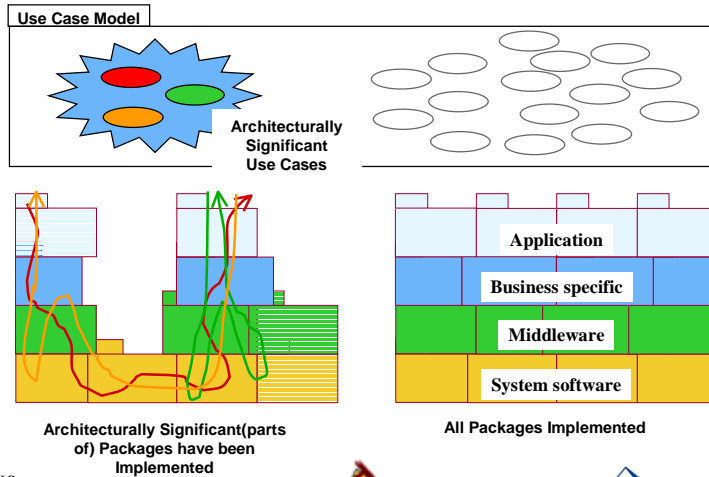 Use Case Model
Architecturally
Significant
Use Cases
Application
Business specific
Middleware
System software
Architecturally Significant(parts
of) Packages have been
Implemented
All Packages Implemented